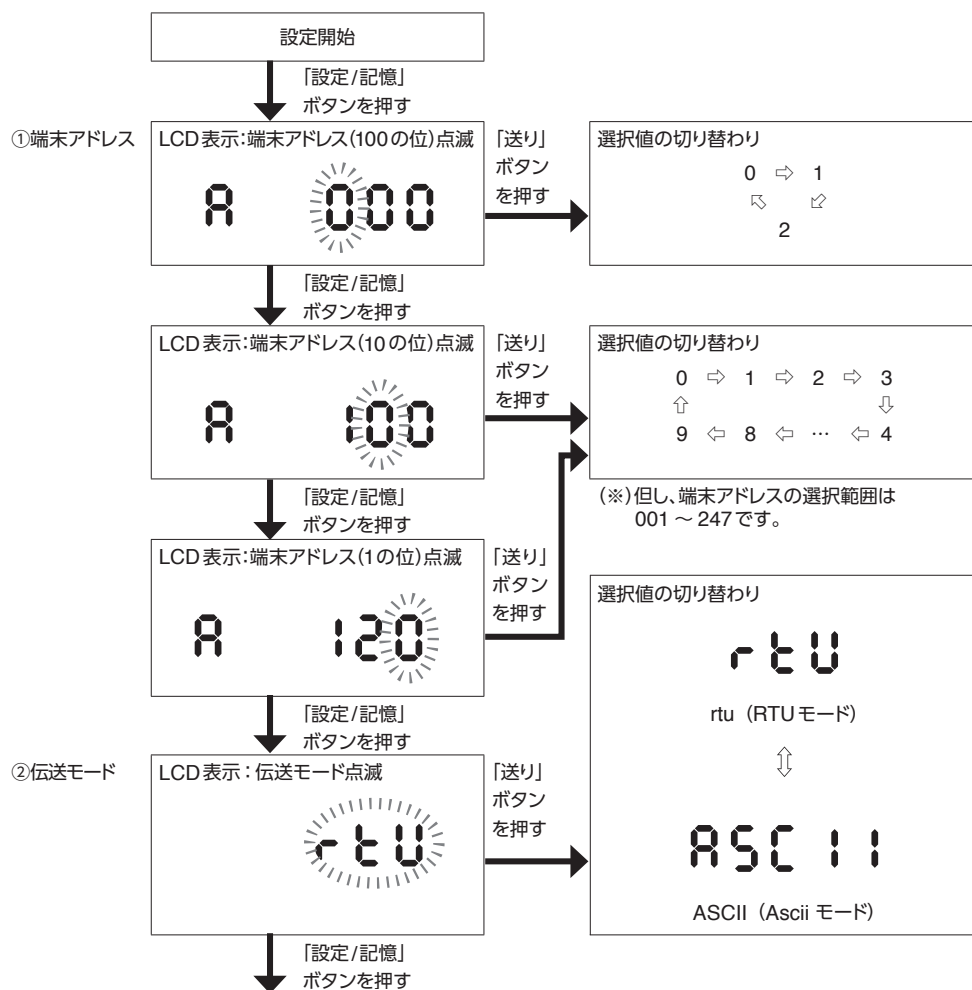 設定開始
「設定/記憶」
ボタンを押す
①端末アドレス
LCD表示:端末アドレス(100の位)点滅
A 000
「送り」
ボタン
を押す
選択値の切り替わり
0 ⇨ 1
2
「設定/記憶」
ボタンを押す
LCD表示:端末アドレス(10の位)点滅
A 100
「送り」
ボタン
を押す
選択値の切り替わり
0 ⇨ 1 ⇨ 2 ⇨ 3
9 ⇦ 8 ⇦ … ⇦ 4
(※)但し、端末アドレスの選択範囲は
001 ～ 247です。
「設定/記憶」
ボタンを押す
LCD表示:端末アドレス(1の位)点滅
A 120
「送り」
ボタン
を押す
「設定/記憶」
ボタンを押す
②伝送モード
LCD表示:伝送モード点滅
rtU
「送り」
ボタン
を押す
選択値の切り替わり
rtU
rtu (RTUモード)
ASCII
ASCII (Ascii モード)
「設定/記憶」
ボタンを押す